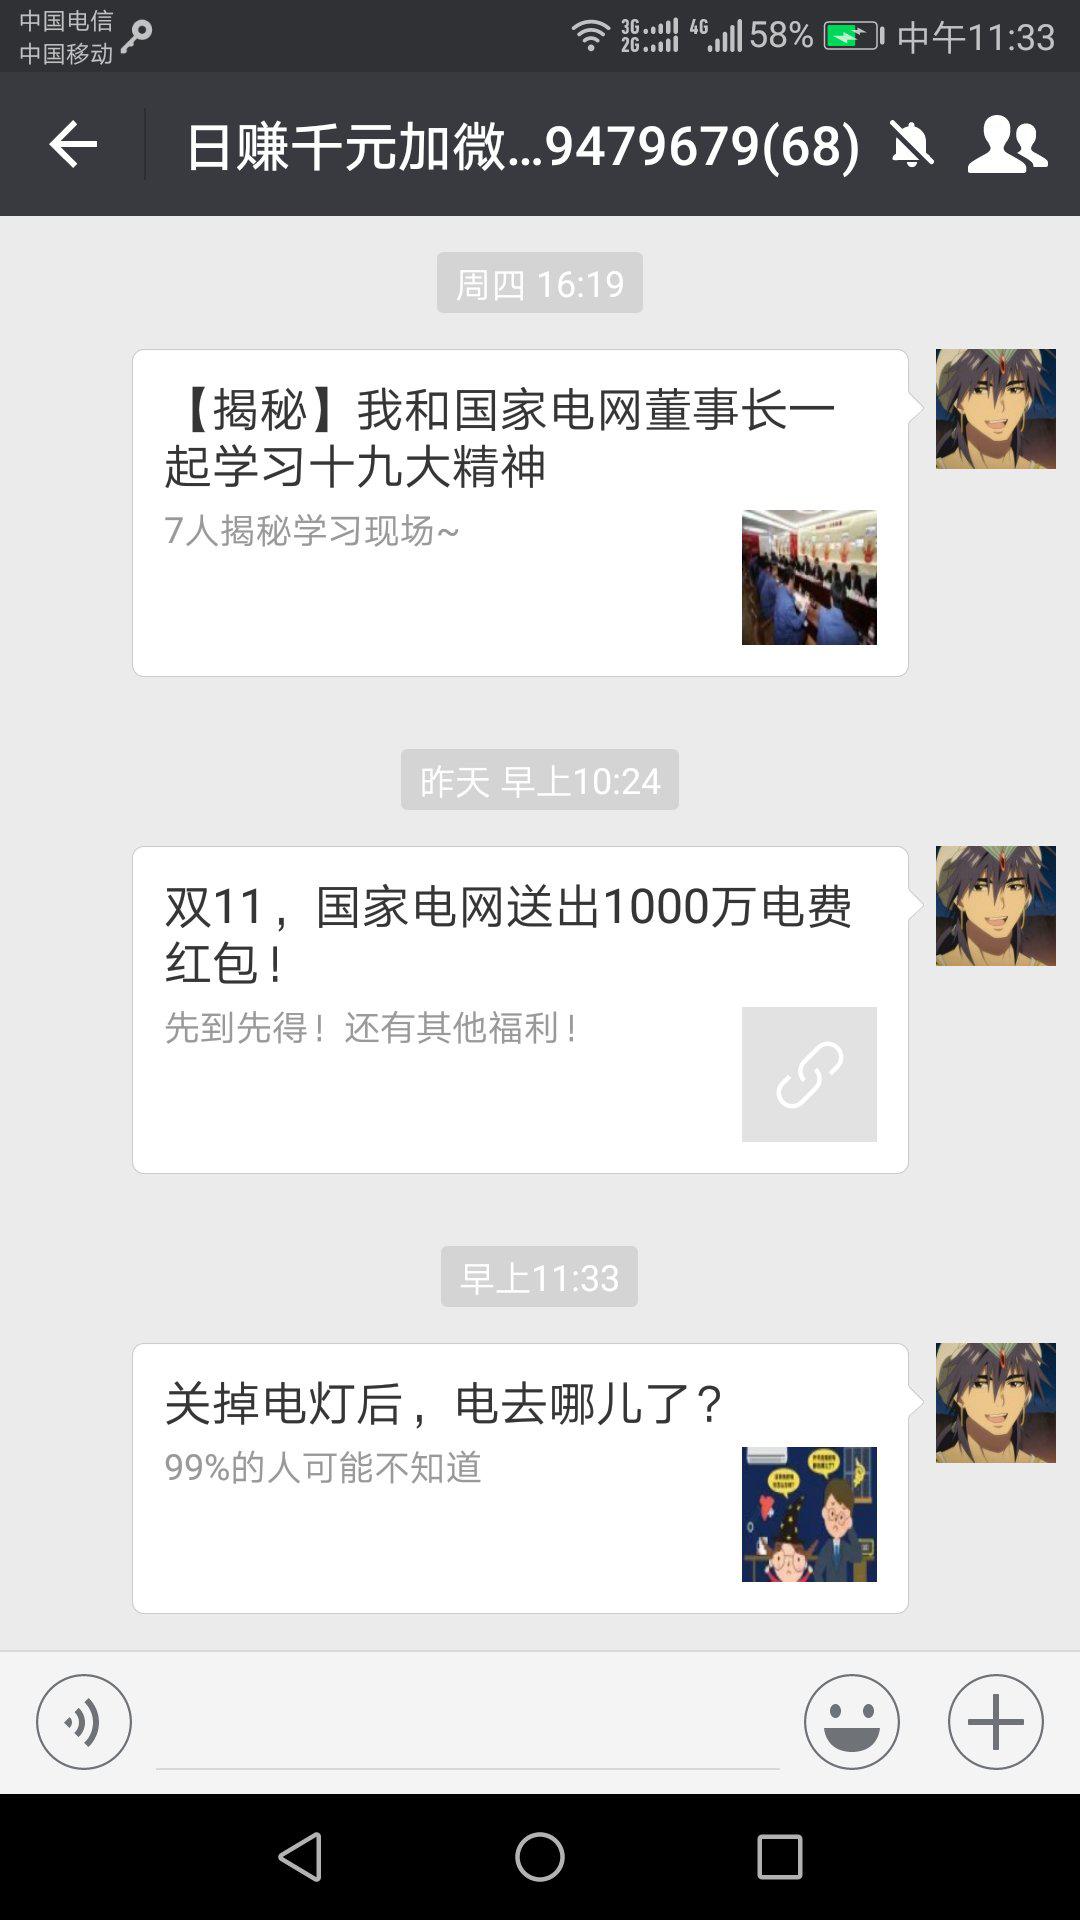 中国电信
中国移动
3G
2G
4G
58%
中午11:33
日赚千元加微...9479679(68)
周四 16:19
【揭秘】我和国家电网董事长一
起学习十九大精神
7人揭秘学习现场~
昨天 早上10:24
双11，国家电网送出1000万电费
红包！
先到先得！还有其他福利！
早上11:33
关掉电灯后，电去哪儿了？
99%的人可能不知道